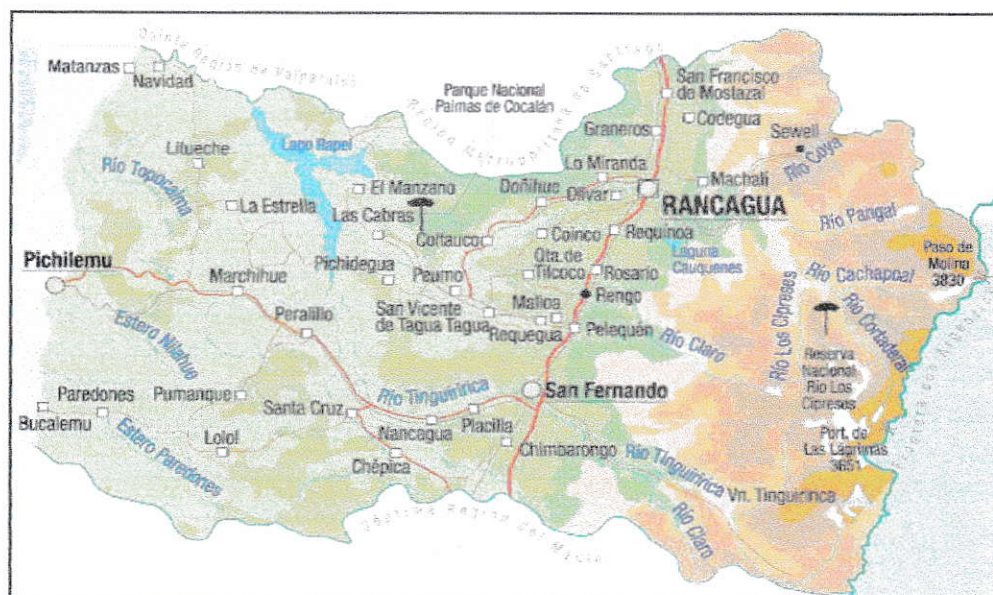 Quinta Región de Valparaíso
Matanzas
Navidad
Región Metropolitana de Santiago
Parque Nacional
Palmas de Cocalán
San Francisco
de Mostazal
Codegua
Graneros
Sewell
Río Coya
Litueche
Lago Rapel
Río Topocalma
El Manzano
Lo Miranda
Doñihue
Olivar
Machalí
RANCAGUA
La Estrella
Las Cabras
Coltauco
Coinco
Requinoa
Laguna
Cauquenes
Río Pangal
Paso de
Molina
3830
Pichilemu
Marchihue
Pichidegua
Peumo
Qta. de
Tilcoco
Rosario
Río Cachapoal
Rengo
Malloa
San Vicente
de Tagua Tagua
Requegua
Pelequén
Peralillo
Estero Nilahue
Río Claro
Río Los Cipreses
Río Cortaderal
Reserva
Nacional
Río Los
Cipreses
Paredones
Bucalemu
Pumanque
Santa Cruz
Río Tinguiririca
San Fernando
Nancagua
Placilla
Chimbarongo
Lolol
Chépica
Estero Paredones
Port. de
Las Lágrimas
3651
Río Tinguiririca
Vn. Tinguiririca
Río Claro
Séptima Región del Maule